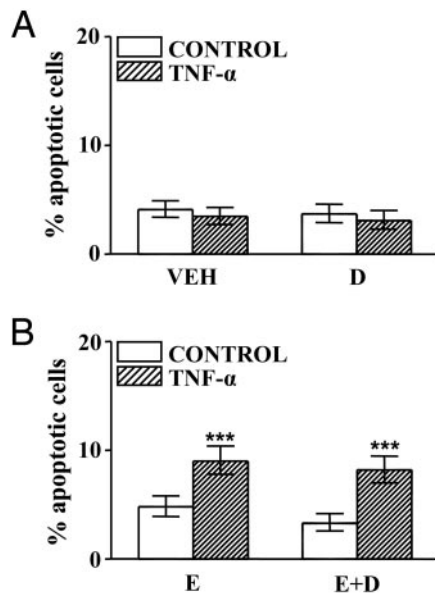 A
20
CONTROL
TNF-α
10
0
% apoptotic cells
VEH D
B
20
CONTROL
TNF-α
*** ***
10
0
% apoptotic cells
E E+D